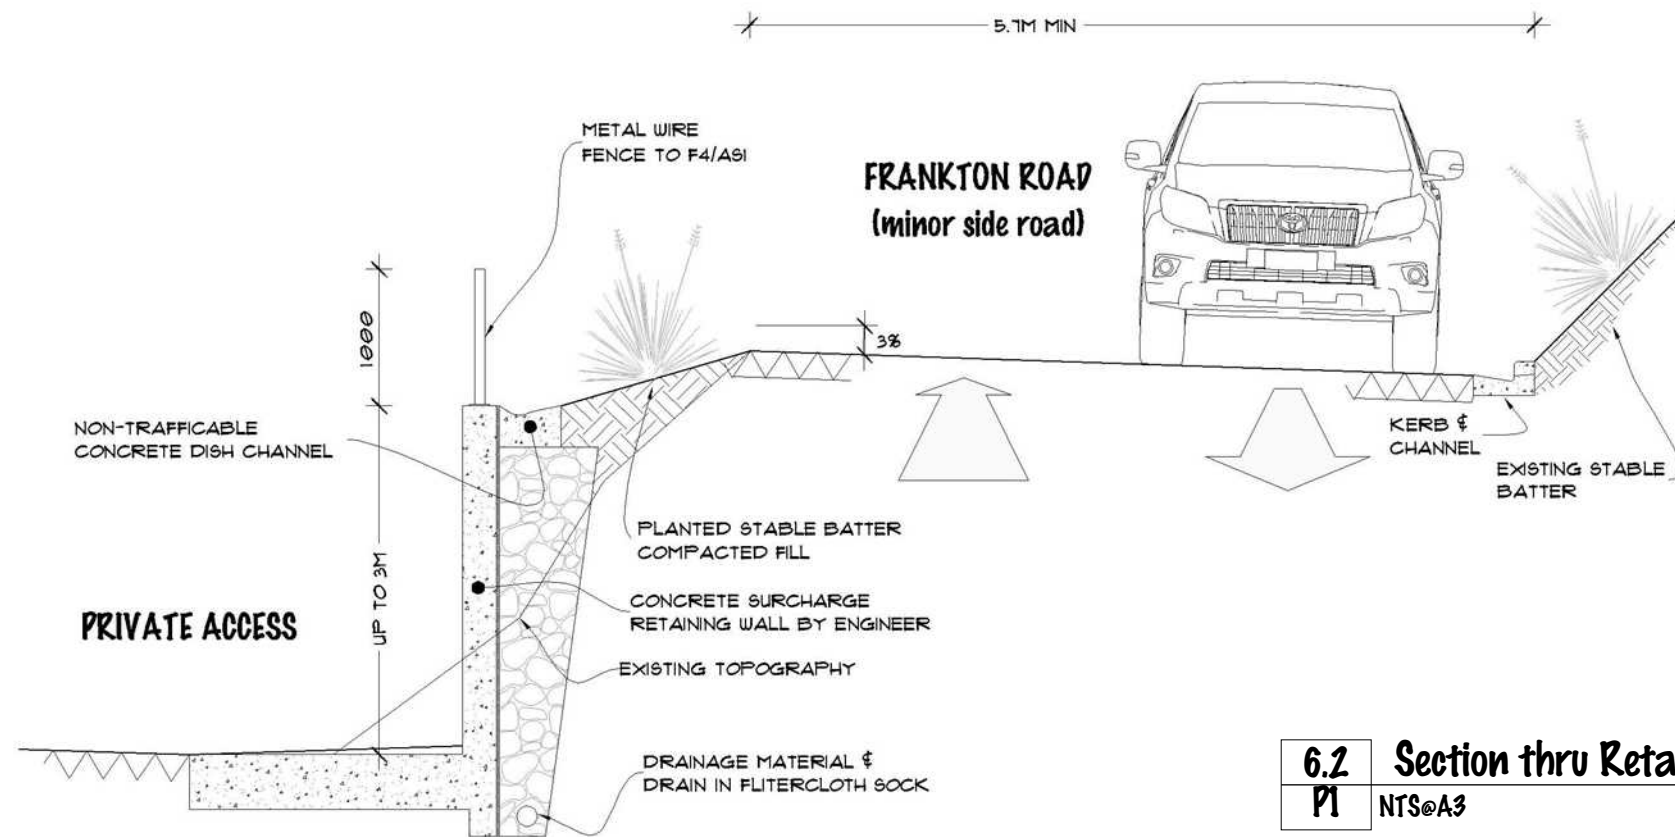 5.7M MIN
METAL WIRE
FENCE TO F4/AS1
FRANKTON ROAD
(minor side road)
1000
3%
NON-TRAFFICABLE
CONCRETE DISH CHANNEL
KERB &
CHANNEL
EXISTING STABLE
BATTER
PLANTED STABLE BATTER
COMPACTED FILL
UP TO 3M
CONCRETE SURCHARGE
RETAINING WALL BY ENGINEER
PRIVATE ACCESS
EXISTING TOPOGRAPHY
DRAINAGE MATERIAL &
DRAIN IN FLITERCLOTH SOCK
6.2 Section thru Reta
P1 NTS@A3